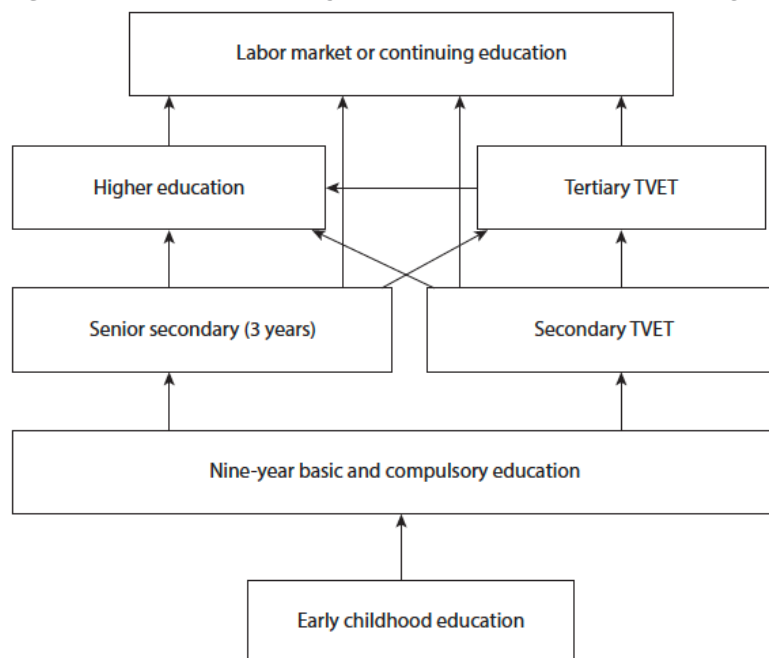 Labor market or continuing education
Higher education
Tertiary TVET
Senior secondary (3 years)
Secondary TVET
Nine-year basic and compulsory education
Early childhood education